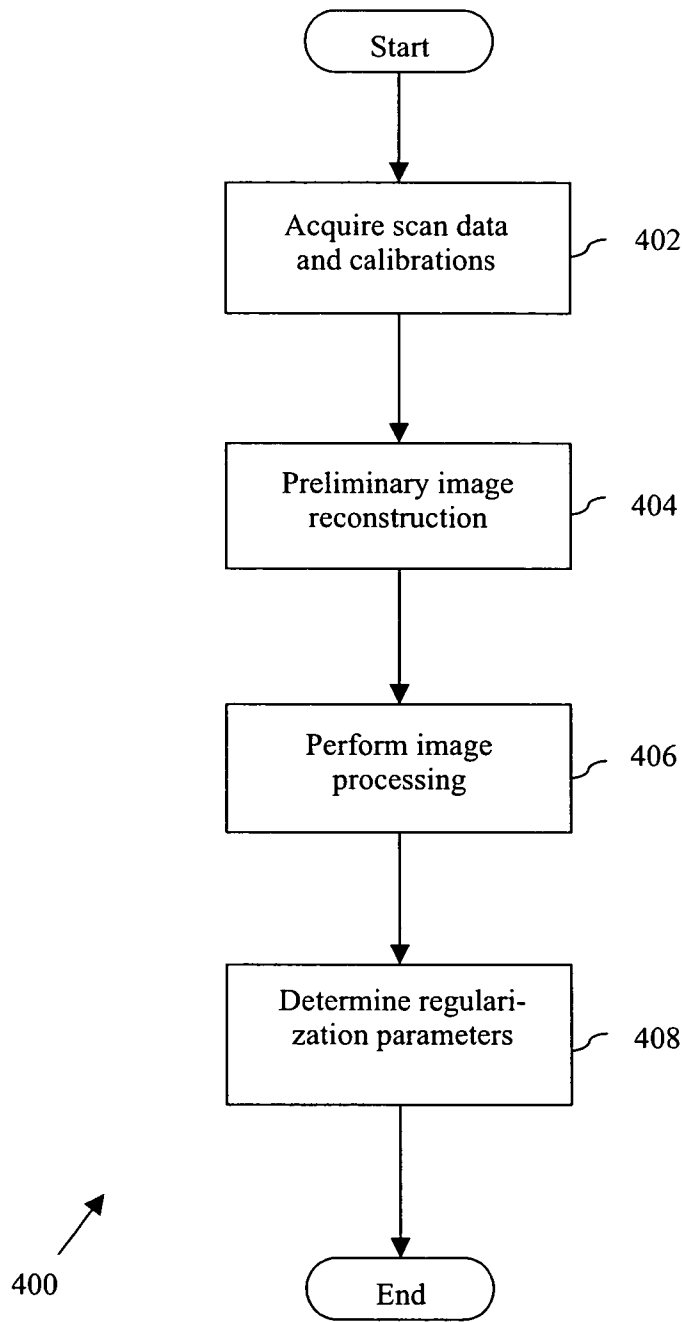 Start
Acquire scan data
and calibrations
402
Preliminary image
reconstruction
404
Perform image
processing
406
Determine regulari-
zation parameters
408
400
End